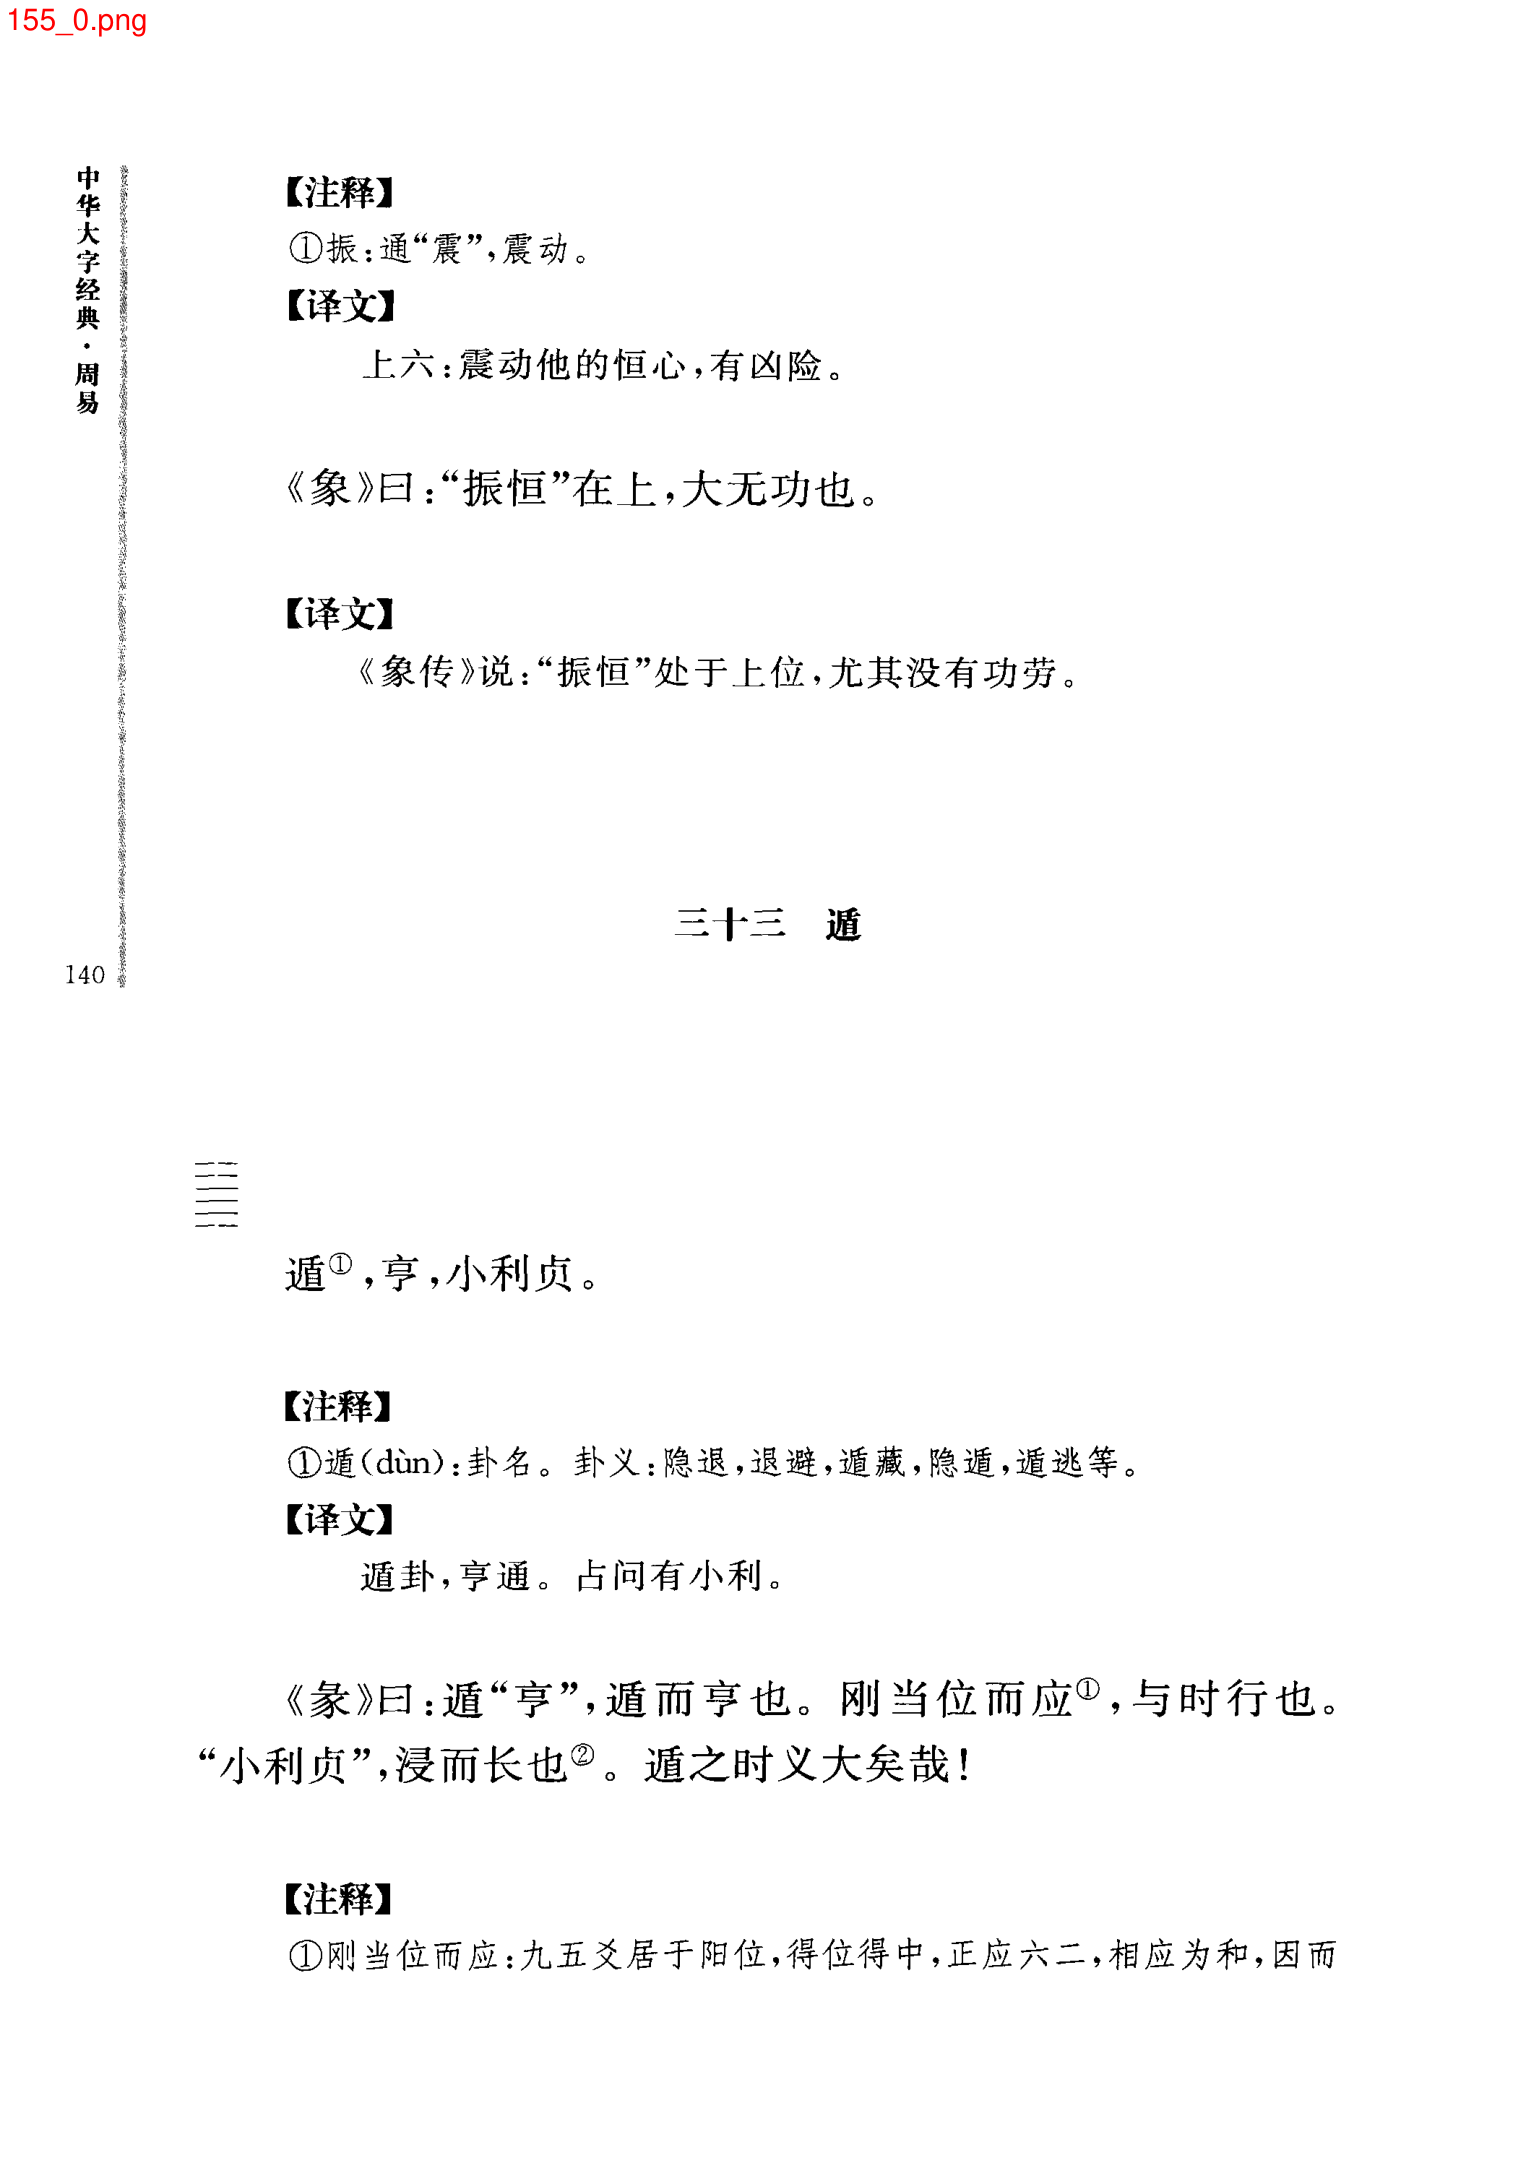 155_0.png
中华大字经典·周易
【注释】
①振:通“震”,震动。
【译文】
上六:震动他的恒心,有凶险。
《象》曰:“振恒”在上,大无功也。
【译文】
《象传》说:“振恒”处于上位,尤其没有功劳。
三十三 遁
140
遁①,亨,小利贞。
【注释】
①遁(dùn):卦名。卦义:隐退,退避,遁藏,隐遁,遁逃等。
【译文】
遁卦,亨通。占问有小利。
《彖》曰:遁“亨”,遁而亨也。刚当位而应①,与时行也。
“小利贞”,浸而长也②。遁之时义大矣哉!
【注释】
①刚当位而应:九五爻居于阳位,得位得中,正应六二,相应为和,因而